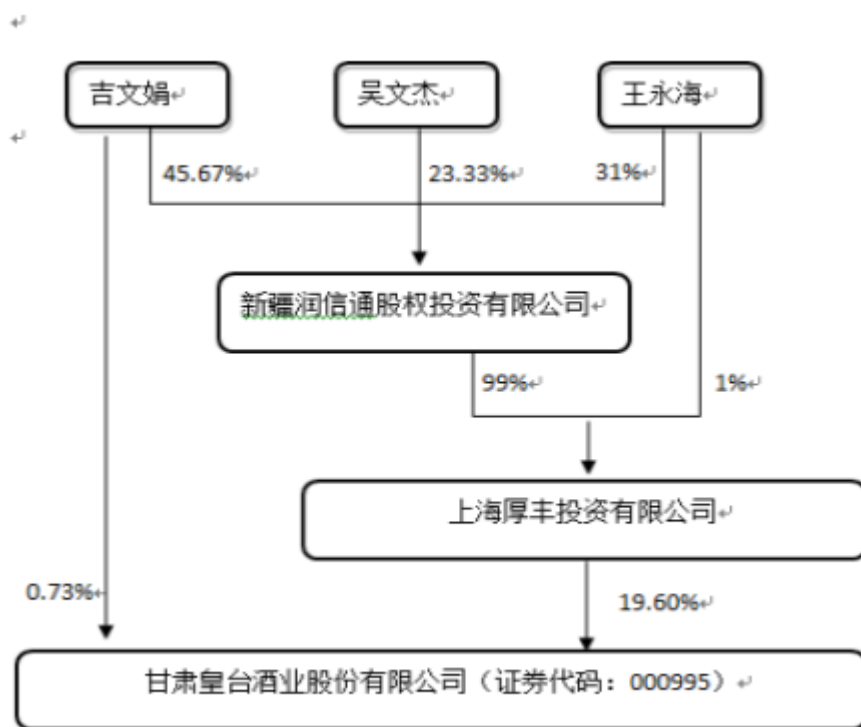 吉文娟
吴文杰
王永海
45.67%
23.33%
31%
新疆润信通股权投资有限公司
99%
1%
上海厚丰投资有限公司
0.73%
19.60%
甘肃皇台酒业股份有限公司（证券代码：000995）